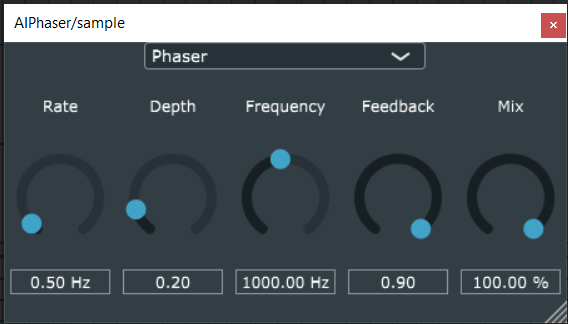 AIPhaser/sample
Phaser
Rate Depth Frequency Feedback Mix
0.50 Hz 0.20 1000.00 Hz 0.90 100.00 %